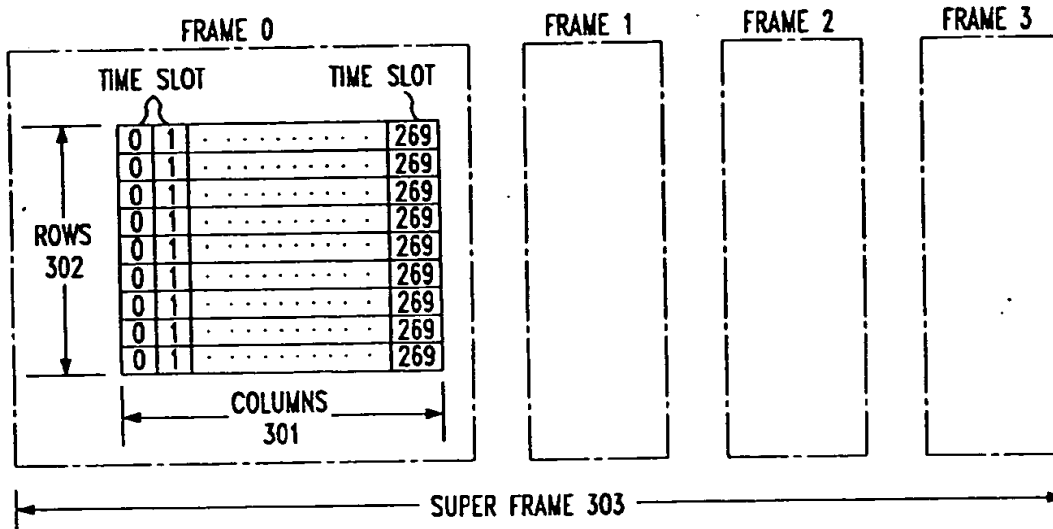 FRAME 0 FRAME 1 FRAME 2 FRAME 3
TIME SLOT TIME SLOT
0 1 · · · · · · · · · · 269
0 1 · · · · · · · · · · 269
0 1 · · · · · · · · · · 269
0 1 · · · · · · · · · · 269
0 1 · · · · · · · · · · 269
0 1 · · · · · · · · · · 269
0 1 · · · · · · · · · · 269
0 1 · · · · · · · · · · 269
0 1 · · · · · · · · · · 269
ROWS
302
COLUMNS
301
SUPER FRAME 303